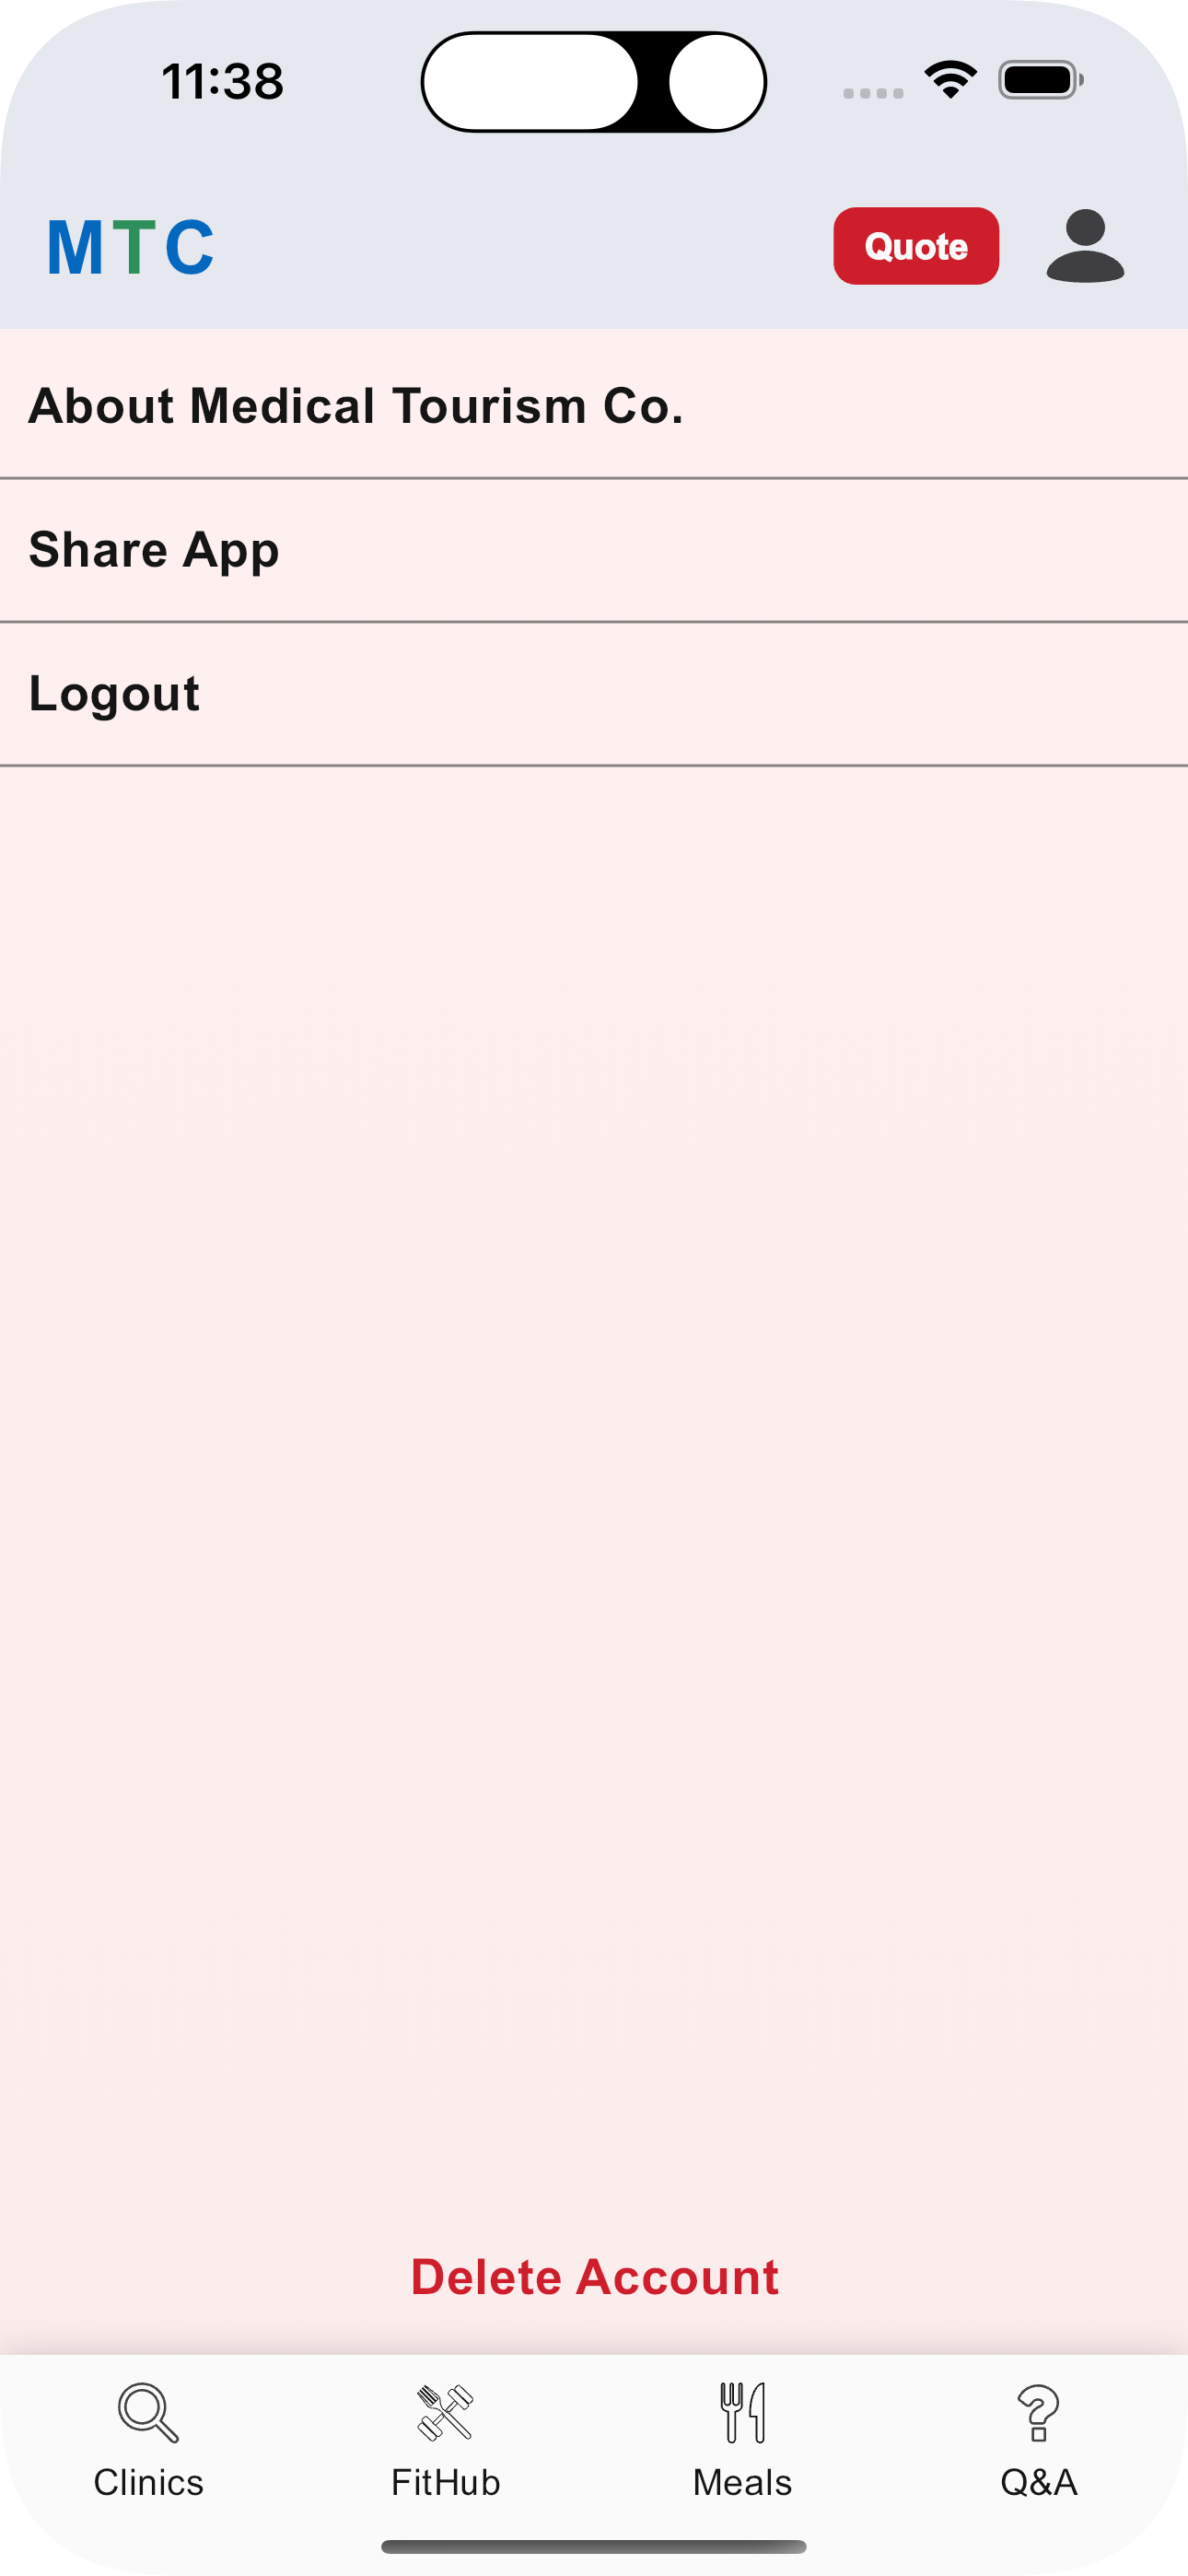 11:38
MTC Quote
About Medical Tourism Co.
Share App
Logout
Delete Account
Clinics FitHub Meals Q&A